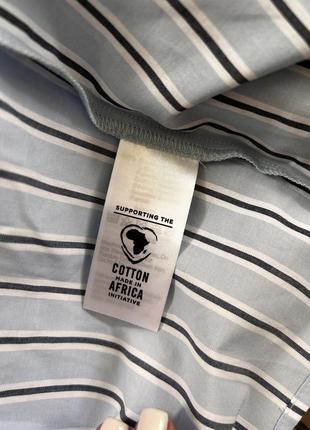 SUPPORTING THE
COTTON
MADE IN
AFRICA
INITIATIVE